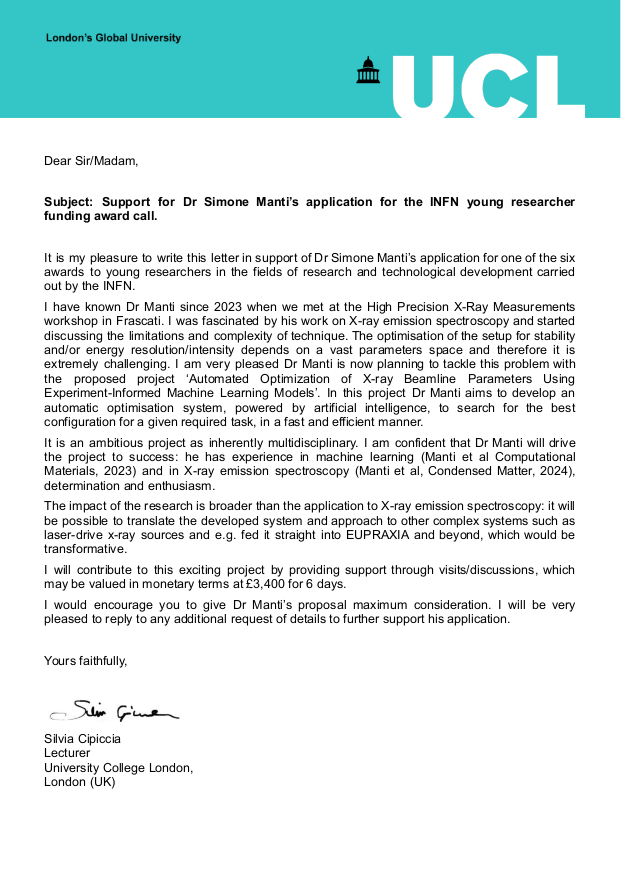 London's Global University
UCL
Dear Sir/Madam,
Subject: Support for Dr Simone Manti's application for the INFN young researcher
funding award call.
It is my pleasure to write this letter in support of Dr Simone Manti's application for one of the six
awards to young researchers in the fields of research and technological development carried
out by the INFN.
I have known Dr Manti since 2023 when we met at the High Precision X-Ray Measurements
workshop in Frascati. I was fascinated by his work on X-ray emission spectroscopy and started
discussing the limitations and complexity of technique. The optimisation of the setup for stability
and/or energy resolution/intensity depends on a vast parameters space and therefore it is
extremely challenging. I am very pleased Dr Manti is now planning to tackle this problem with
the proposed project ‘Automated Optimization of X-ray Beamline Parameters Using
Experiment-Informed Machine Learning Models’. In this project Dr Manti aims to develop an
automatic optimisation system, powered by artificial intelligence, to search for the best
configuration for a given required task, in a fast and efficient manner.
It is an ambitious project as inherently multidisciplinary. I am confident that Dr Manti will drive
the project to success: he has experience in machine learning (Manti et al Computational
Materials, 2023) and in X-ray emission spectroscopy (Manti et al, Condensed Matter, 2024),
determination and enthusiasm.
The impact of the research is broader than the application to X-ray emission spectroscopy: it will
be possible to translate the developed system and approach to other complex systems such as
laser-drive x-ray sources and e.g. fed it straight into EUPRAXIA and beyond, which would be
transformative.
I will contribute to this exciting project by providing support through visits/discussions, which
may be valued in monetary terms at £3,400 for 6 days.
I would encourage you to give Dr Manti's proposal maximum consideration. I will be very
pleased to reply to any additional request of details to further support his application.
Yours faithfully,
Silvia Cipiccia
Lecturer
University College London,
London (UK)